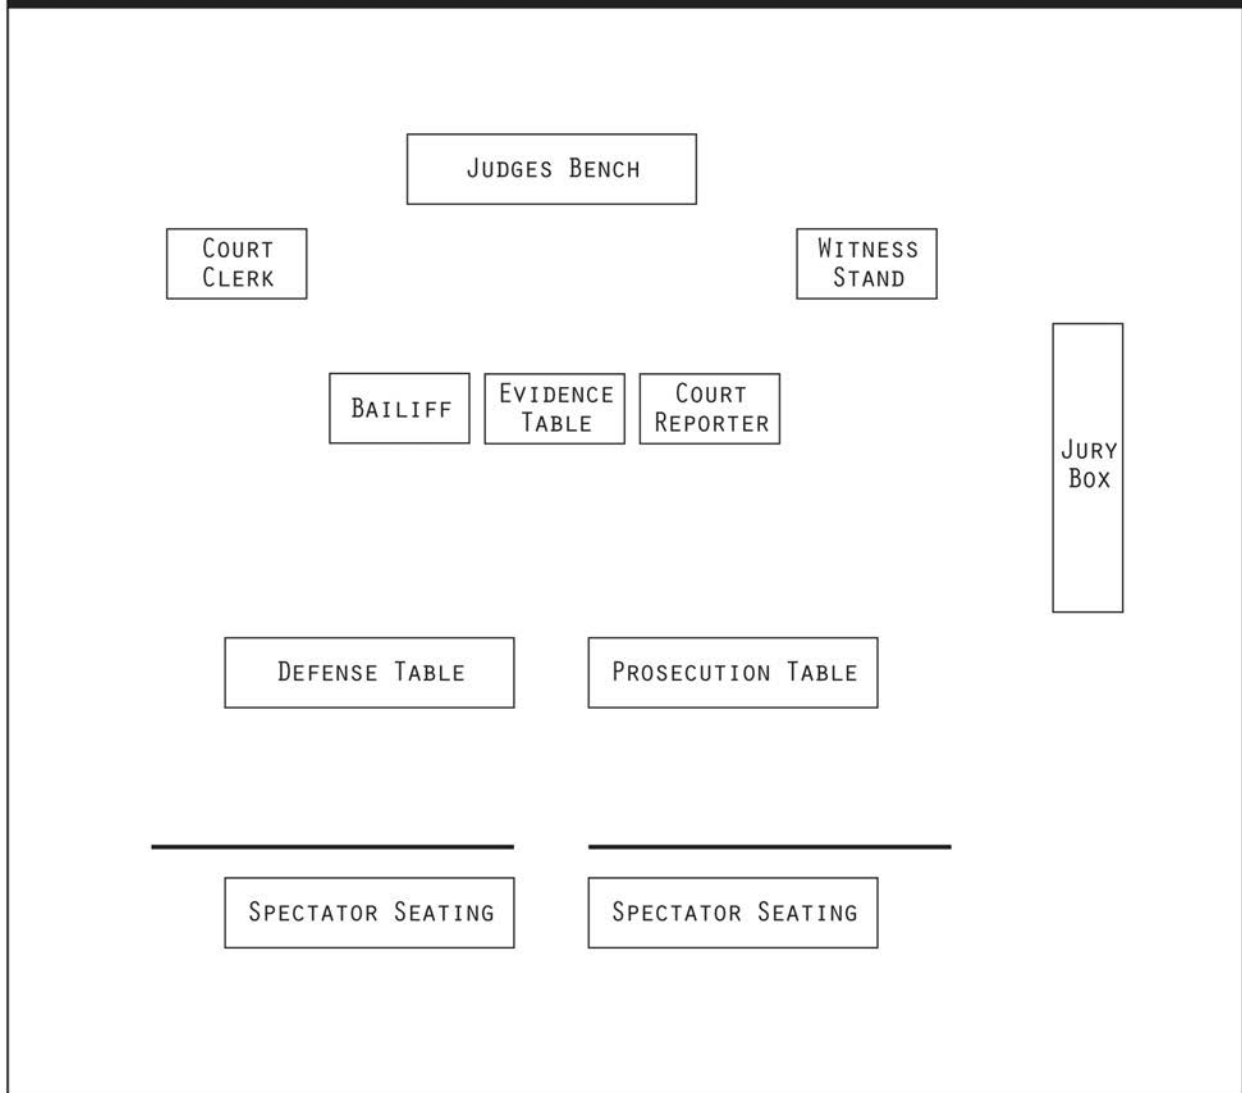 JUDGES BENCH
COURT
CLERK
WITNESS
STAND
BAILIFF
EVIDENCE
TABLE
COURT
REPORTER
JURY
BOX
DEFENSE TABLE
PROSECUTION TABLE
SPECTATOR SEATING
SPECTATOR SEATING